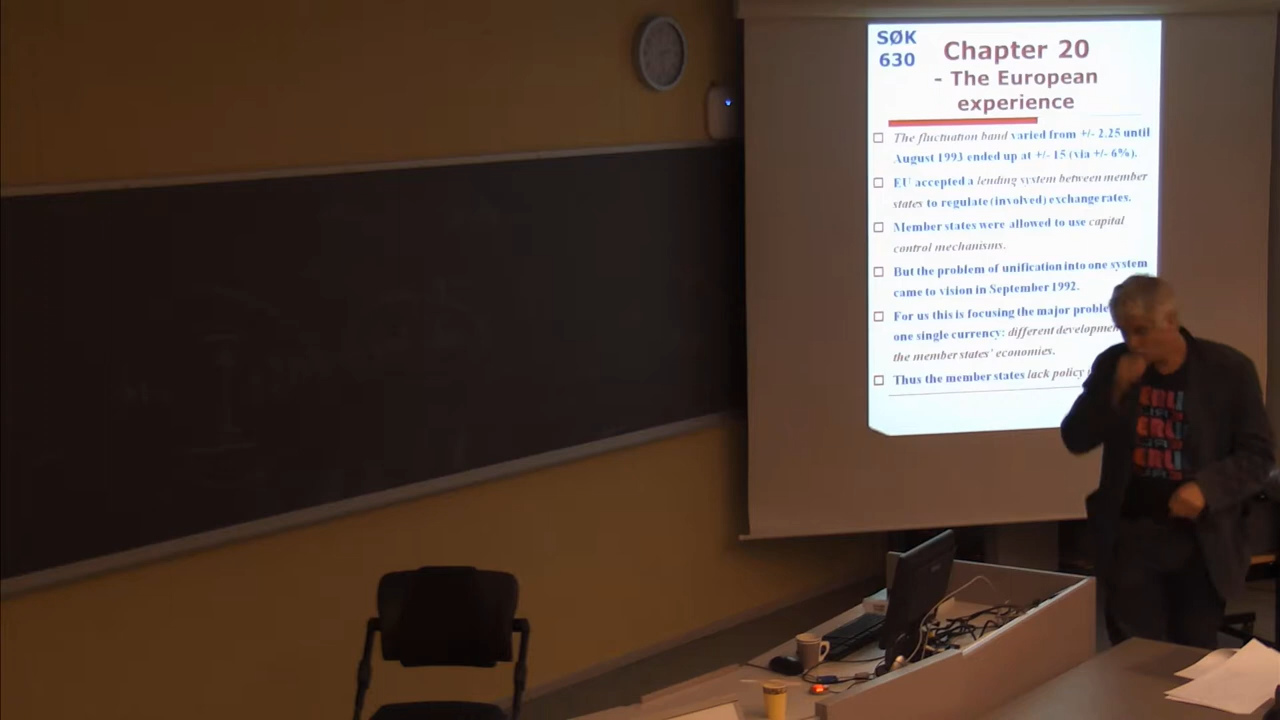 SØK
630
Chapter 20
- The European
experience
The fluctuation band varied from +/- 2.25 until
August 1993 ended up at +/- 15 (via +/- 6%).
EU accepted a lending system between member
states to regulate (involved) exchange rates.
Member states were allowed to use capital
control mechanisms.
But the problem of unification into one system
came to vision in September 1992.
For us this is focusing the major
one single currency: different
the member states' economies.
Thus the member states lack policy